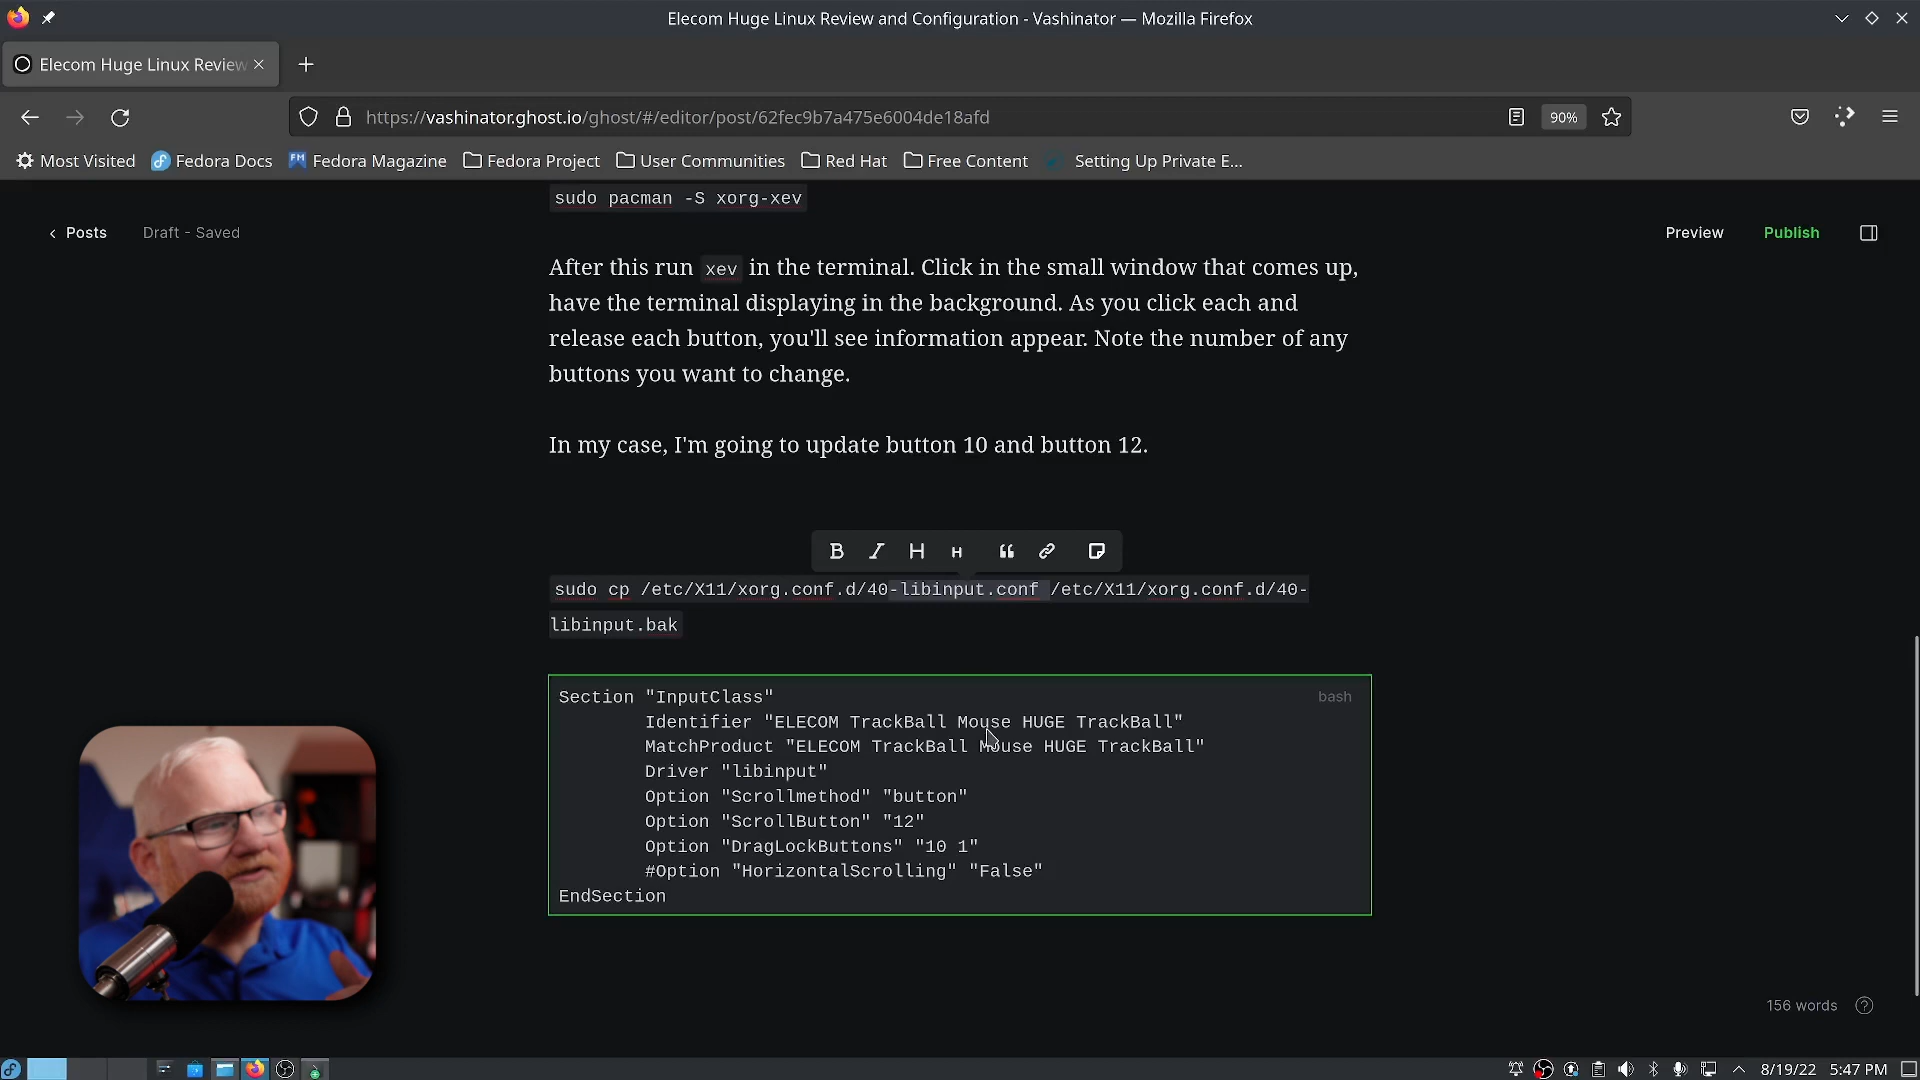 Elecom Huge Linux Review and Configuration - Vashinator — Mozilla Firefox
Elecom Huge Linux Review
https://vashinator.ghost.io/ghost/#/editor/post/62fec9b7a475e6004de18afd
90%
Most Visited
Fedora Docs
Fedora Magazine
Fedora Project
User Communities
Red Hat
Free Content
Setting Up Private E...
sudo pacman -S xorg-xev
Posts
Draft - Saved
Preview
Publish
After this run xev in the terminal. Click in the small window that comes up,
have the terminal displaying in the background. As you click each and
release each button, you'll see information appear. Note the number of any
buttons you want to change.
In my case, I'm going to update button 10 and button 12.
B I H H
sudo cp /etc/X11/xorg.conf.d/40-libinput.conf /etc/X11/xorg.conf.d/40-
libinput.bak
Section "InputClass"
bash
Identifier "ELECOM TrackBall Mouse HUGE TrackBall"
MatchProduct "ELECOM TrackBall Mouse HUGE TrackBall"
Driver "libinput"
Option "Scrollmethod" "button"
Option "ScrollButton" "12"
Option "DragLockButtons" "10 1"
#Option "HorizontalScrolling" "False"
EndSection
156 words
8/19/22 5:47 PM